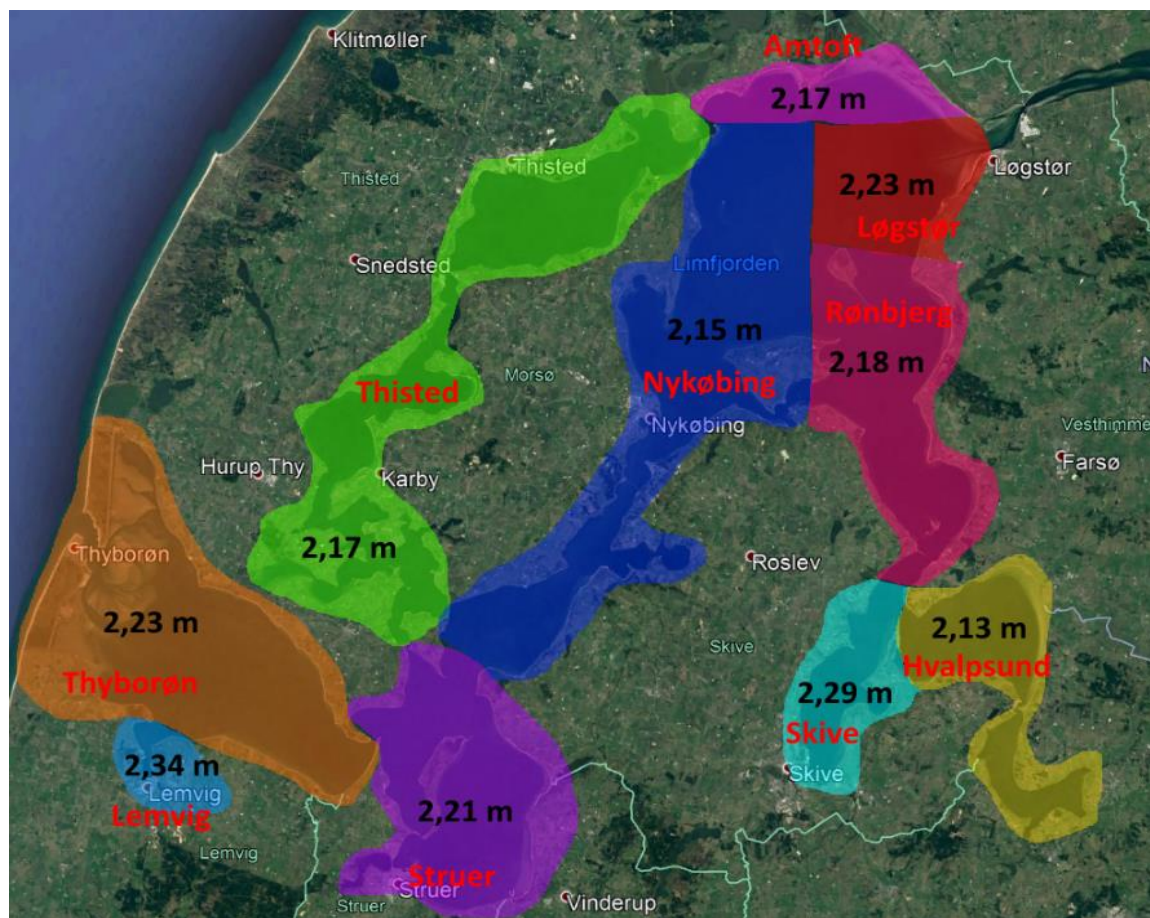 Klitmøller
Amtoft
2,17 m
Thisted
Thisted
Løgstør
2,23 m
Løgstør
Snedsted
Limfjorden
Rønbjerg
2,15 m
2,18 m
Morsø
Thisted
Nykøbing
Nykøbing
Vesthimme
Hurup Thy
Karby
Farsø
Thyborøn
2,17 m
Roslev
2,23 m
2,13 m
Skive
Hvalpsund
Thyborøn
2,29 m
Skive
2,34 m
Skive
Lemvig
Lemvig
2,21 m
Lemvig
Struer
Struer
Struer
Vinderup